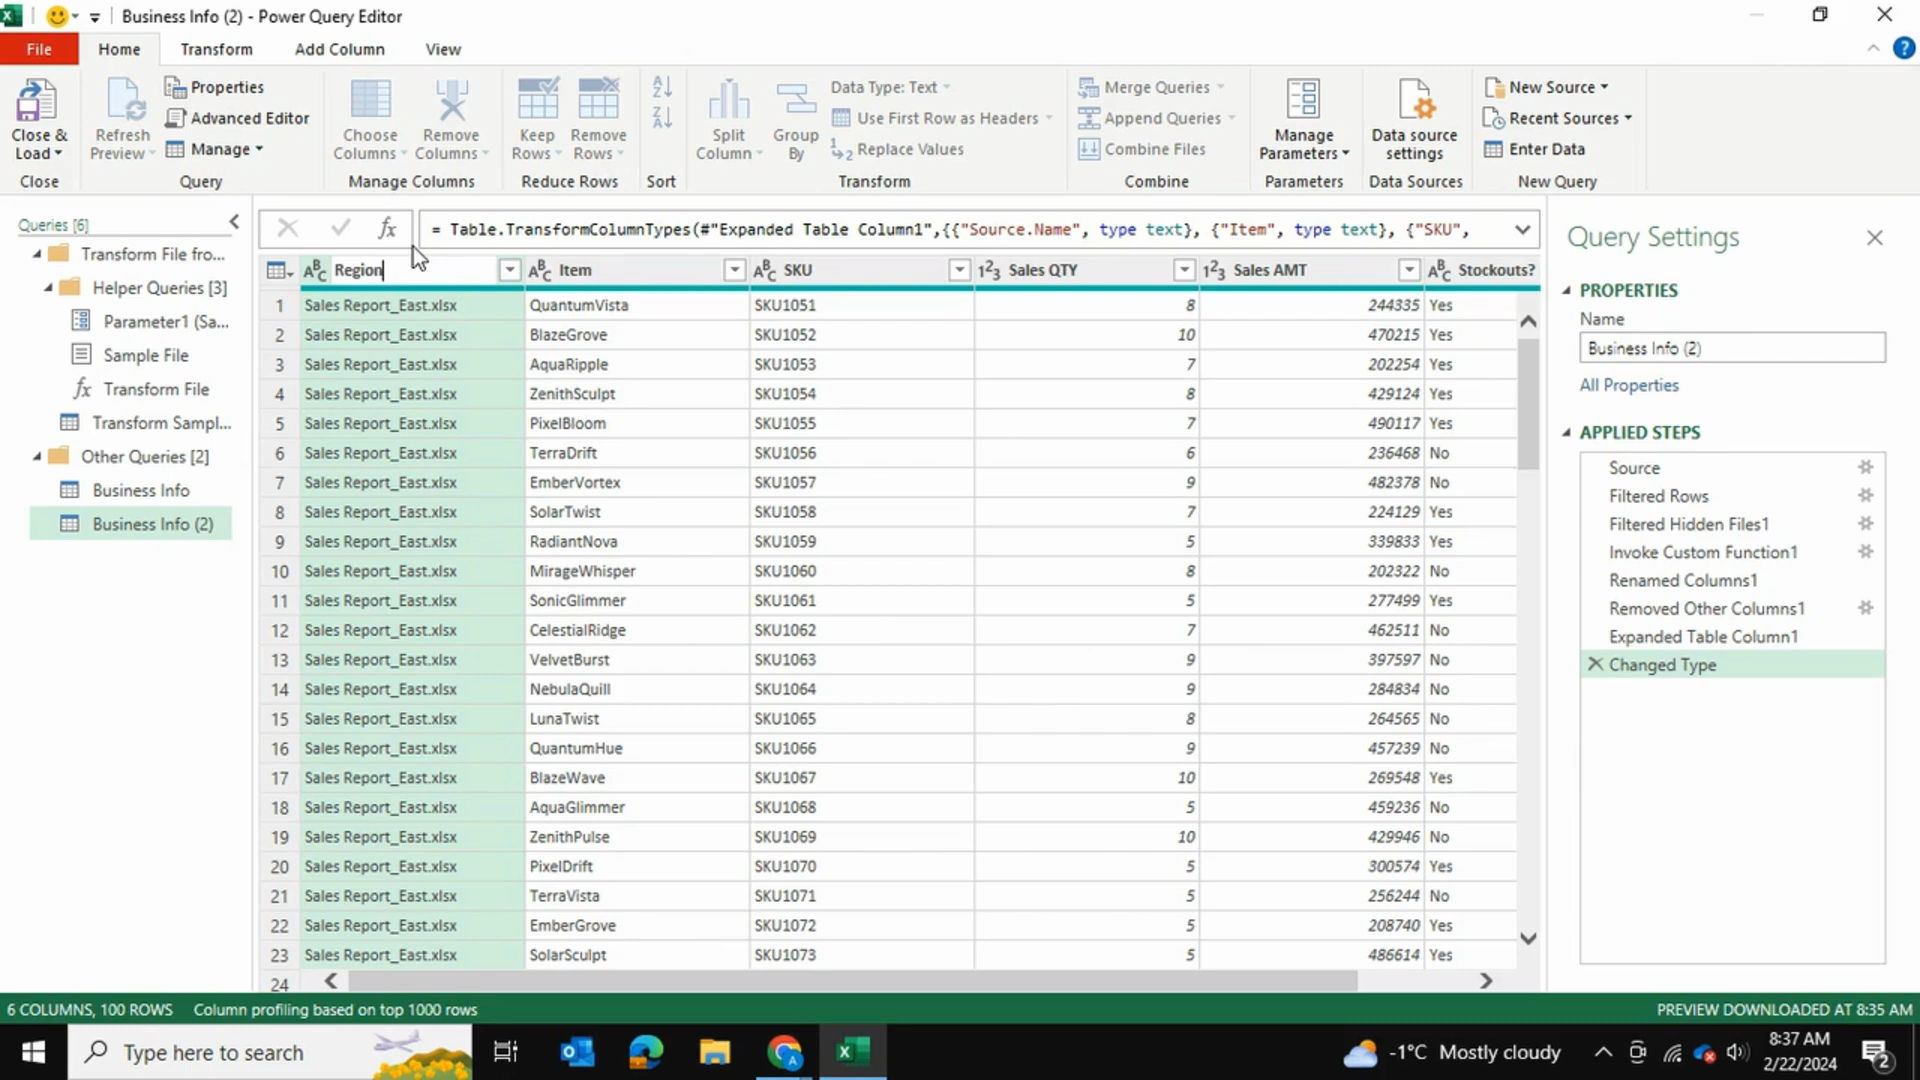 Business Info (2) - Power Query Editor
File Home Transform Add Column View
Close & Load
Close
Refresh Preview
Properties
Advanced Editor
Manage
Query
Choose Columns
Remove Columns
Manage Columns
Keep Rows
Remove Rows
Reduce Rows
Sort
Split Column
Group By
Data Type: Text
Use First Row as Headers
Replace Values
Transform
Merge Queries
Append Queries
Combine Files
Combine
Manage Parameters
Parameters
Data source settings
Data Sources
New Source
Recent Sources
Enter Data
New Query
Queries [6]
Transform File fro...
Helper Queries [3]
Parameter1 (Sa...
Sample File
fx Transform File
Transform Sampl...
Other Queries [2]
Business Info
Business Info (2)
fx = Table.TransformColumnTypes(#"Expanded Table Column1",{{"Source.Name", type text}, {"Item", type text}, {"SKU",
ABC Region ABC Item ABC SKU 123 Sales QTY 123 Sales AMT ABC Stockouts?
1 Sales Report_East.xlsx QuantumVista SKU1051 8 244335 Yes
2 Sales Report_East.xlsx BlazeGrove SKU1052 10 470215 Yes
3 Sales Report_East.xlsx AquaRipple SKU1053 7 202254 Yes
4 Sales Report_East.xlsx ZenithSculpt SKU1054 8 429124 Yes
5 Sales Report_East.xlsx PixelBloom SKU1055 7 490117 Yes
6 Sales Report_East.xlsx TerraDrift SKU1056 6 236468 No
7 Sales Report_East.xlsx EmberVortex SKU1057 9 482378 No
8 Sales Report_East.xlsx SolarTwist SKU1058 7 224129 Yes
9 Sales Report_East.xlsx RadiantNova SKU1059 5 339833 Yes
10 Sales Report_East.xlsx MirageWhisper SKU1060 8 202322 No
11 Sales Report_East.xlsx SonicGlimmer SKU1061 5 277499 Yes
12 Sales Report_East.xlsx CelestialRidge SKU1062 7 462511 No
13 Sales Report_East.xlsx VelvetBurst SKU1063 9 397597 No
14 Sales Report_East.xlsx NebulaQuill SKU1064 9 284834 No
15 Sales Report_East.xlsx LunaTwist SKU1065 8 264565 No
16 Sales Report_East.xlsx QuantumHue SKU1066 9 457239 No
17 Sales Report_East.xlsx BlazeWave SKU1067 10 269548 Yes
18 Sales Report_East.xlsx AquaGlimmer SKU1068 5 459236 No
19 Sales Report_East.xlsx ZenithPulse SKU1069 10 429946 No
20 Sales Report_East.xlsx PixelDrift SKU1070 5 300574 Yes
21 Sales Report_East.xlsx TerraVista SKU1071 5 256244 No
22 Sales Report_East.xlsx EmberGrove SKU1072 5 208740 Yes
23 Sales Report_East.xlsx SolarSculpt SKU1073 5 486614 Yes
24
Query Settings
PROPERTIES
Name
Business Info (2)
All Properties
APPLIED STEPS
Source
Filtered Rows
Filtered Hidden Files1
Invoke Custom Function1
Renamed Columns1
Removed Other Columns1
Expanded Table Column1
Changed Type
6 COLUMNS, 100 ROWS Column profiling based on top 1000 rows PREVIEW DOWNLOADED AT 8:35 AM
Type here to search
-1°C Mostly cloudy
8:37 AM
2/22/2024
2